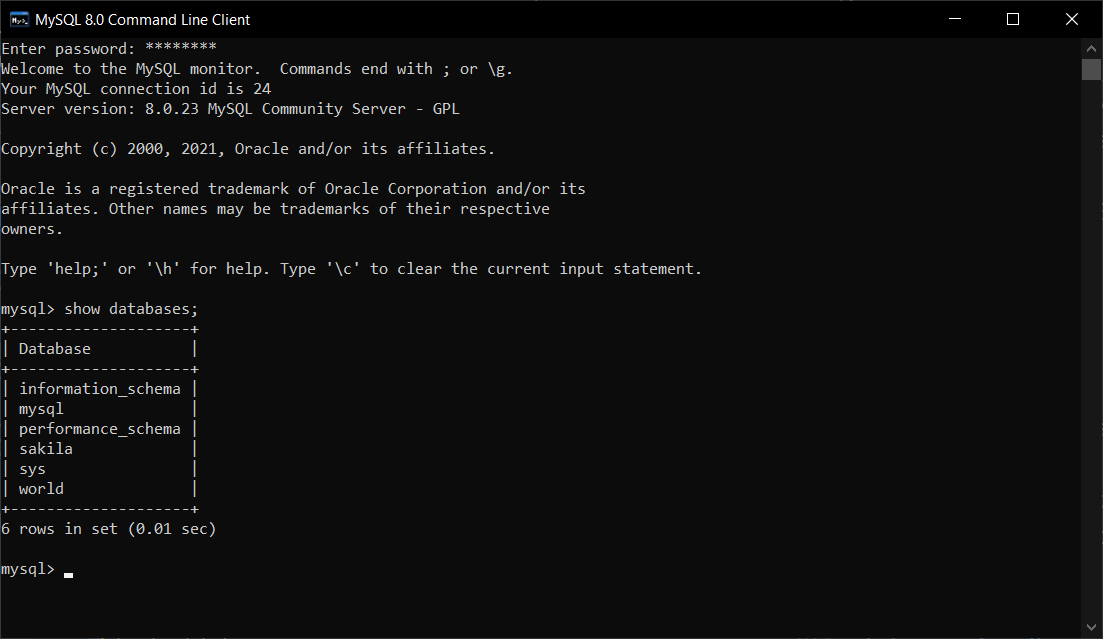 MySQL 8.0 Command Line Client
Enter password: ********
Welcome to the MySQL monitor.  Commands end with ; or \g.
Your MySQL connection id is 24
Server version: 8.0.23 MySQL Community Server - GPL
Copyright (c) 2000, 2021, Oracle and/or its affiliates.
Oracle is a registered trademark of Oracle Corporation and/or its
affiliates. Other names may be trademarks of their respective
owners.
Type 'help;' or '\h' for help. Type '\c' to clear the current input statement.
mysql> show databases;
+--------------------+
| Database           |
+--------------------+
| information_schema |
| mysql              |
| performance_schema |
| sakila             |
| sys                |
| world              |
+--------------------+
6 rows in set (0.01 sec)
mysql>